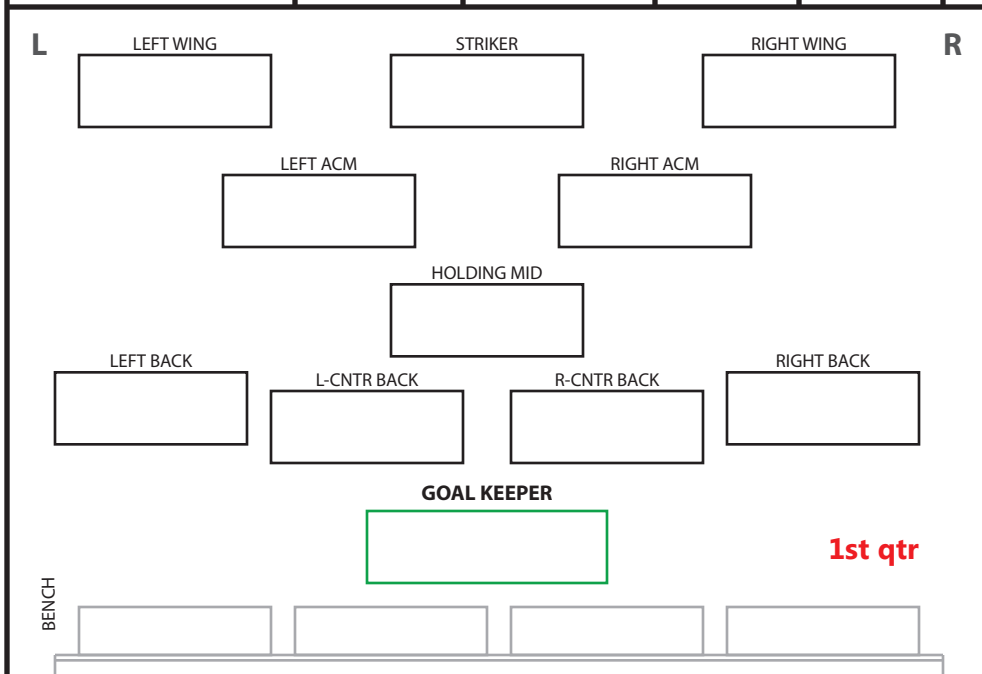 L
R
LEFT WING
STRIKER
RIGHT WING
LEFT ACM
RIGHT ACM
HOLDING MID
LEFT BACK
RIGHT BACK
L-CNTR BACK
R-CNTR BACK
GOAL KEEPER
1st qtr
BENCH